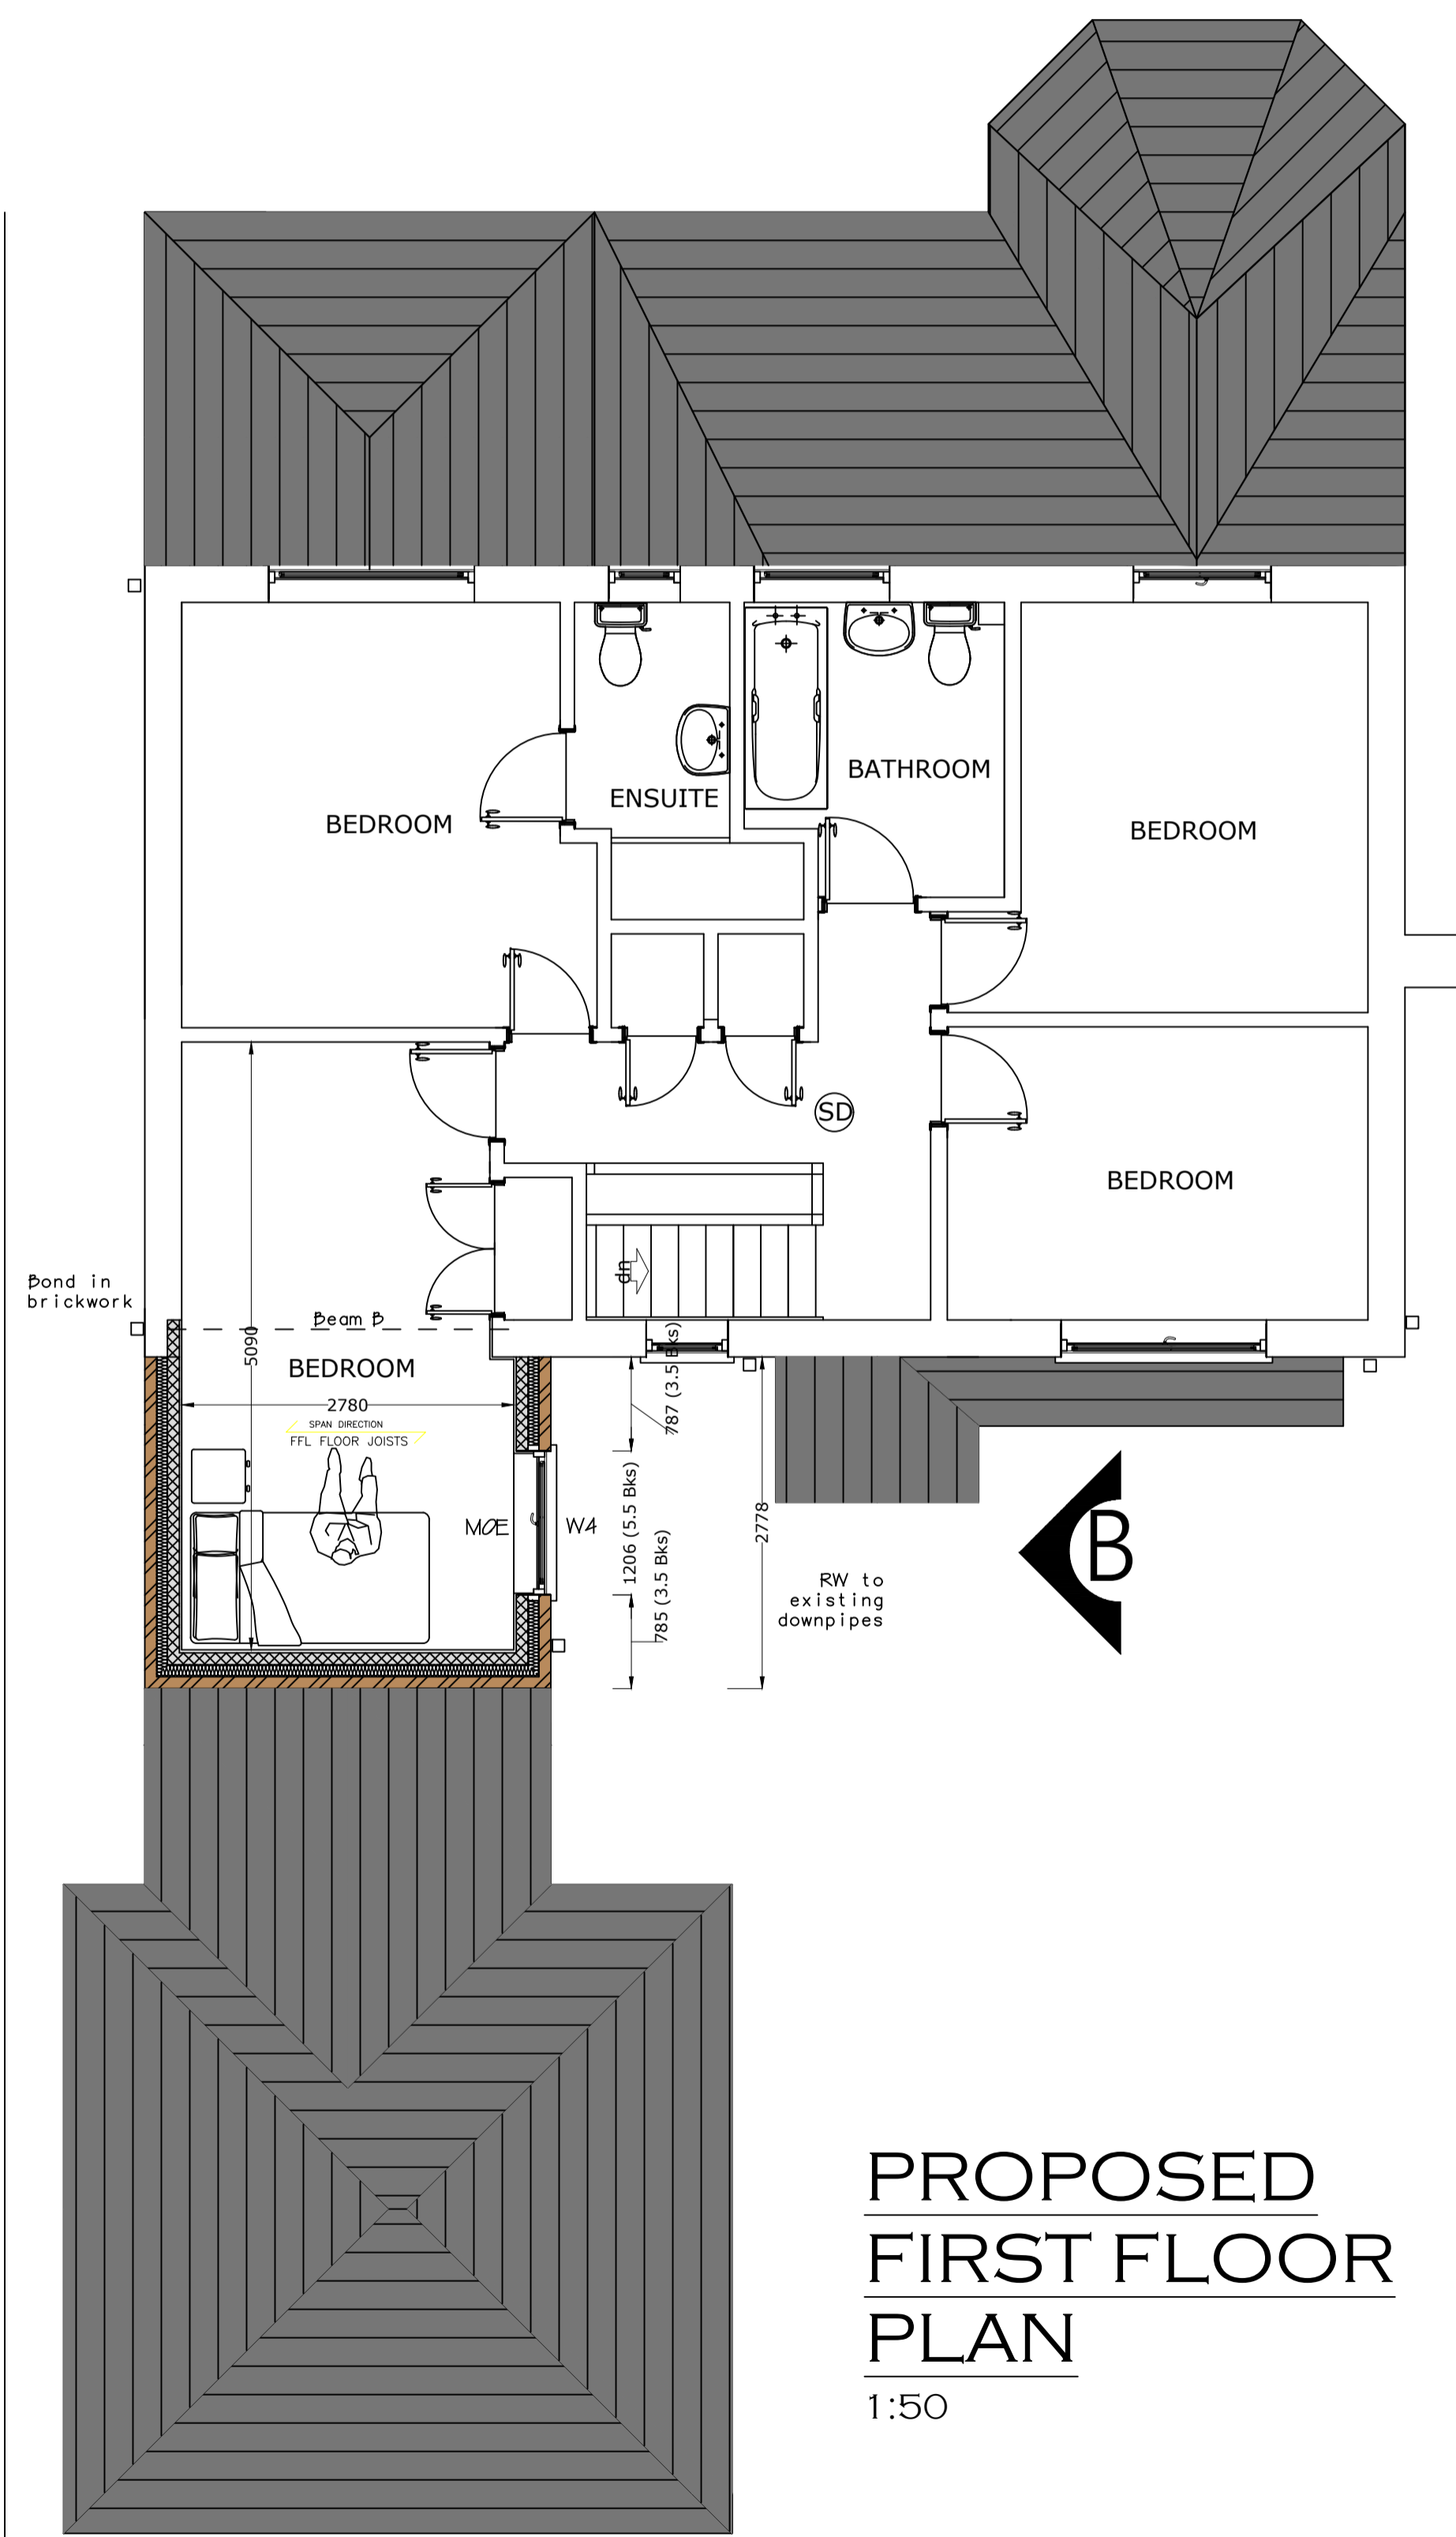 BATHROOM
ENSUITE
BEDROOM
BEDROOM
SD
BEDROOM
dn
Bond in
brickwork
Beam B
5090
BEDROOM
2780
SPAN DIRECTION
FFL FLOOR JOISTS
787 (3.5 Bks)
1206 (5.5 Bks)
785 (3.5 Bks)
2778
MOE
W4
B
RW to
existing
downpipes
PROPOSED
FIRST FLOOR
PLAN
1:50